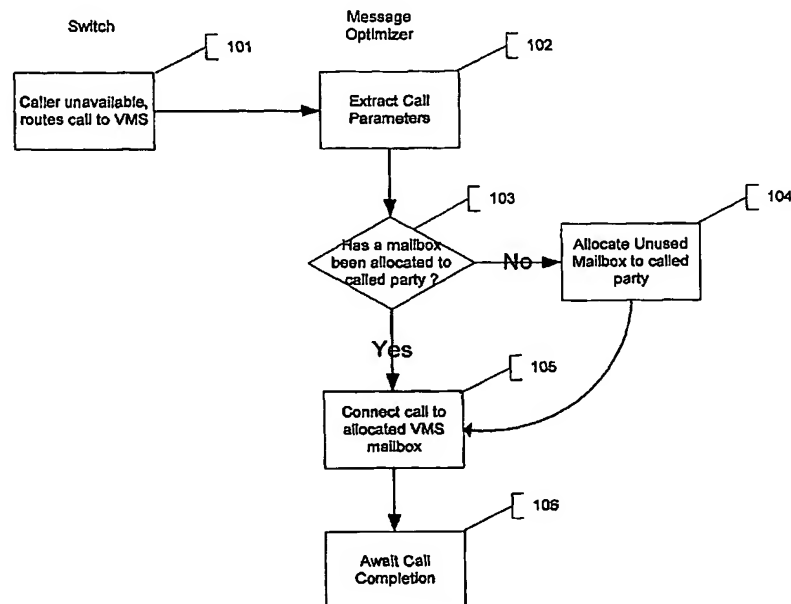 Switch
Message
Optimizer
101
102
Caller unavailable,
routes call to VMS
Extract Call
Parameters
103
104
Has a mailbox
been allocated to
called party ?
No
Allocate Unused
Mailbox to called
party
Yes
105
Connect call to
allocated VMS
mailbox
106
Await Call
Completion